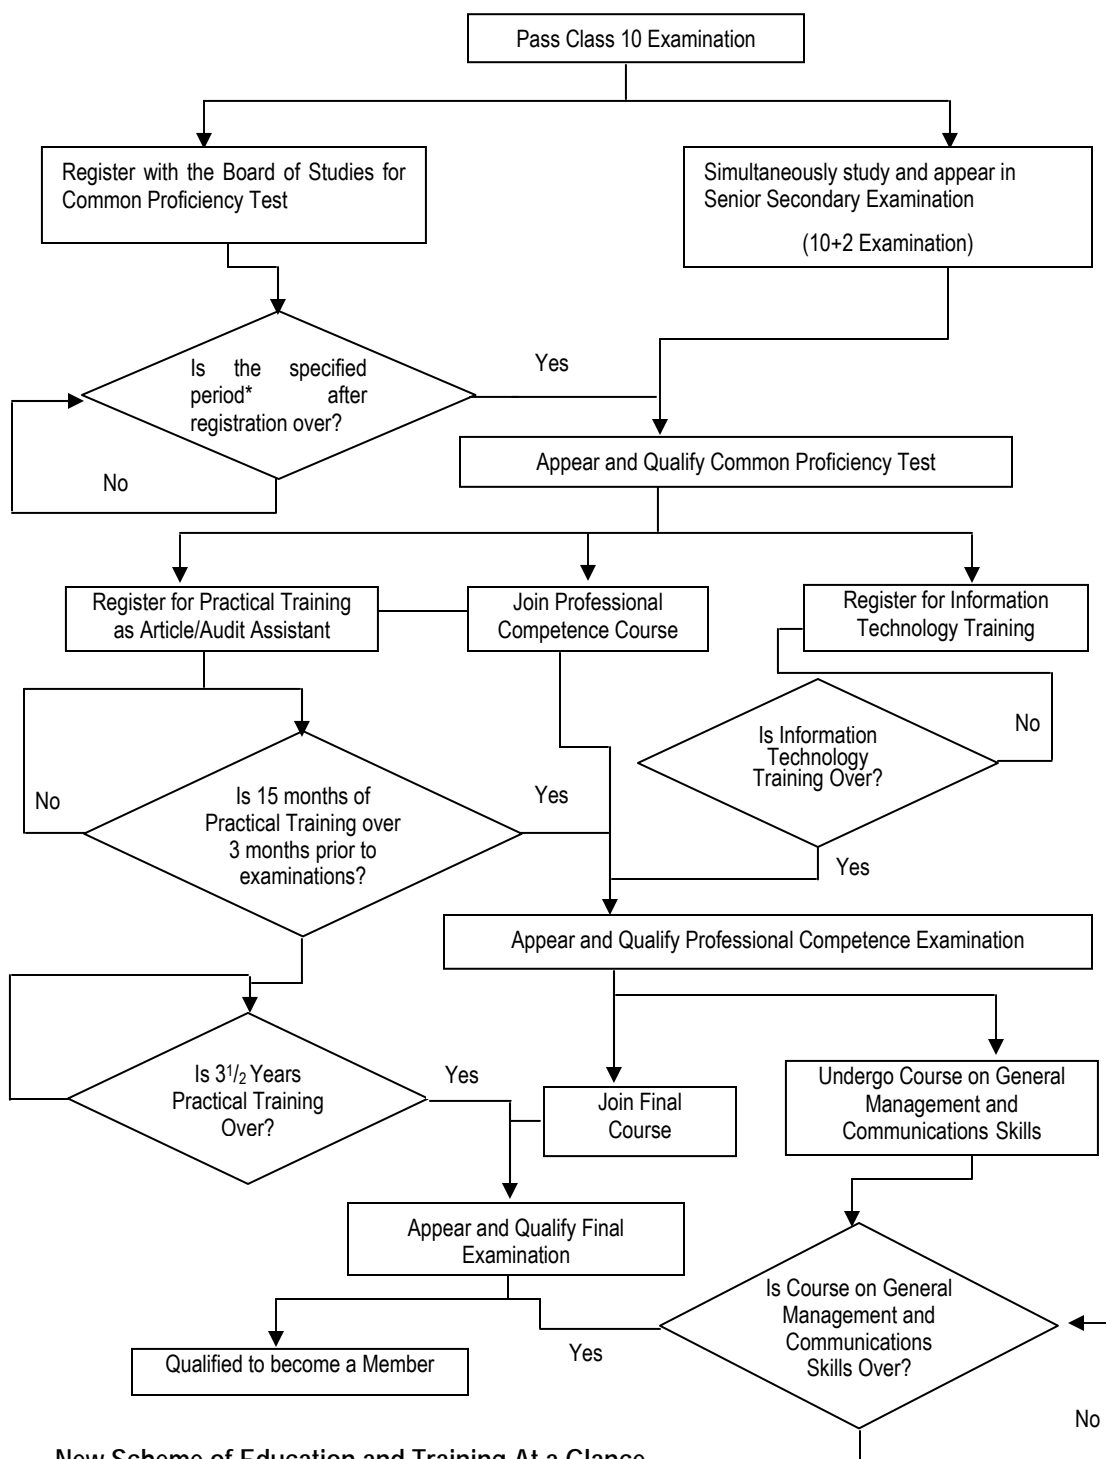 Pass Class 10 Examination
Register with the Board of Studies for
Common Proficiency Test
Simultaneously study and appear in
Senior Secondary Examination
(10+2 Examination)
Is the specified
period* after
registration over?
Yes
No
Appear and Qualify Common Proficiency Test
Register for Practical Training
as Article/Audit Assistant
Join Professional
Competence Course
Register for Information
Technology Training
Is Information
Technology
Training Over?
No
Yes
Is 15 months of
Practical Training over
3 months prior to
examinations?
No
Yes
Appear and Qualify Professional Competence Examination
Is 3 1/2 Years
Practical Training
Over?
Yes
Join Final
Course
Undergo Course on General
Management and
Communications Skills
Appear and Qualify Final
Examination
Is Course on General
Management and
Communications
Skills Over?
Yes
No
Qualified to become a Member
New Scheme of Education and Training At a Glance